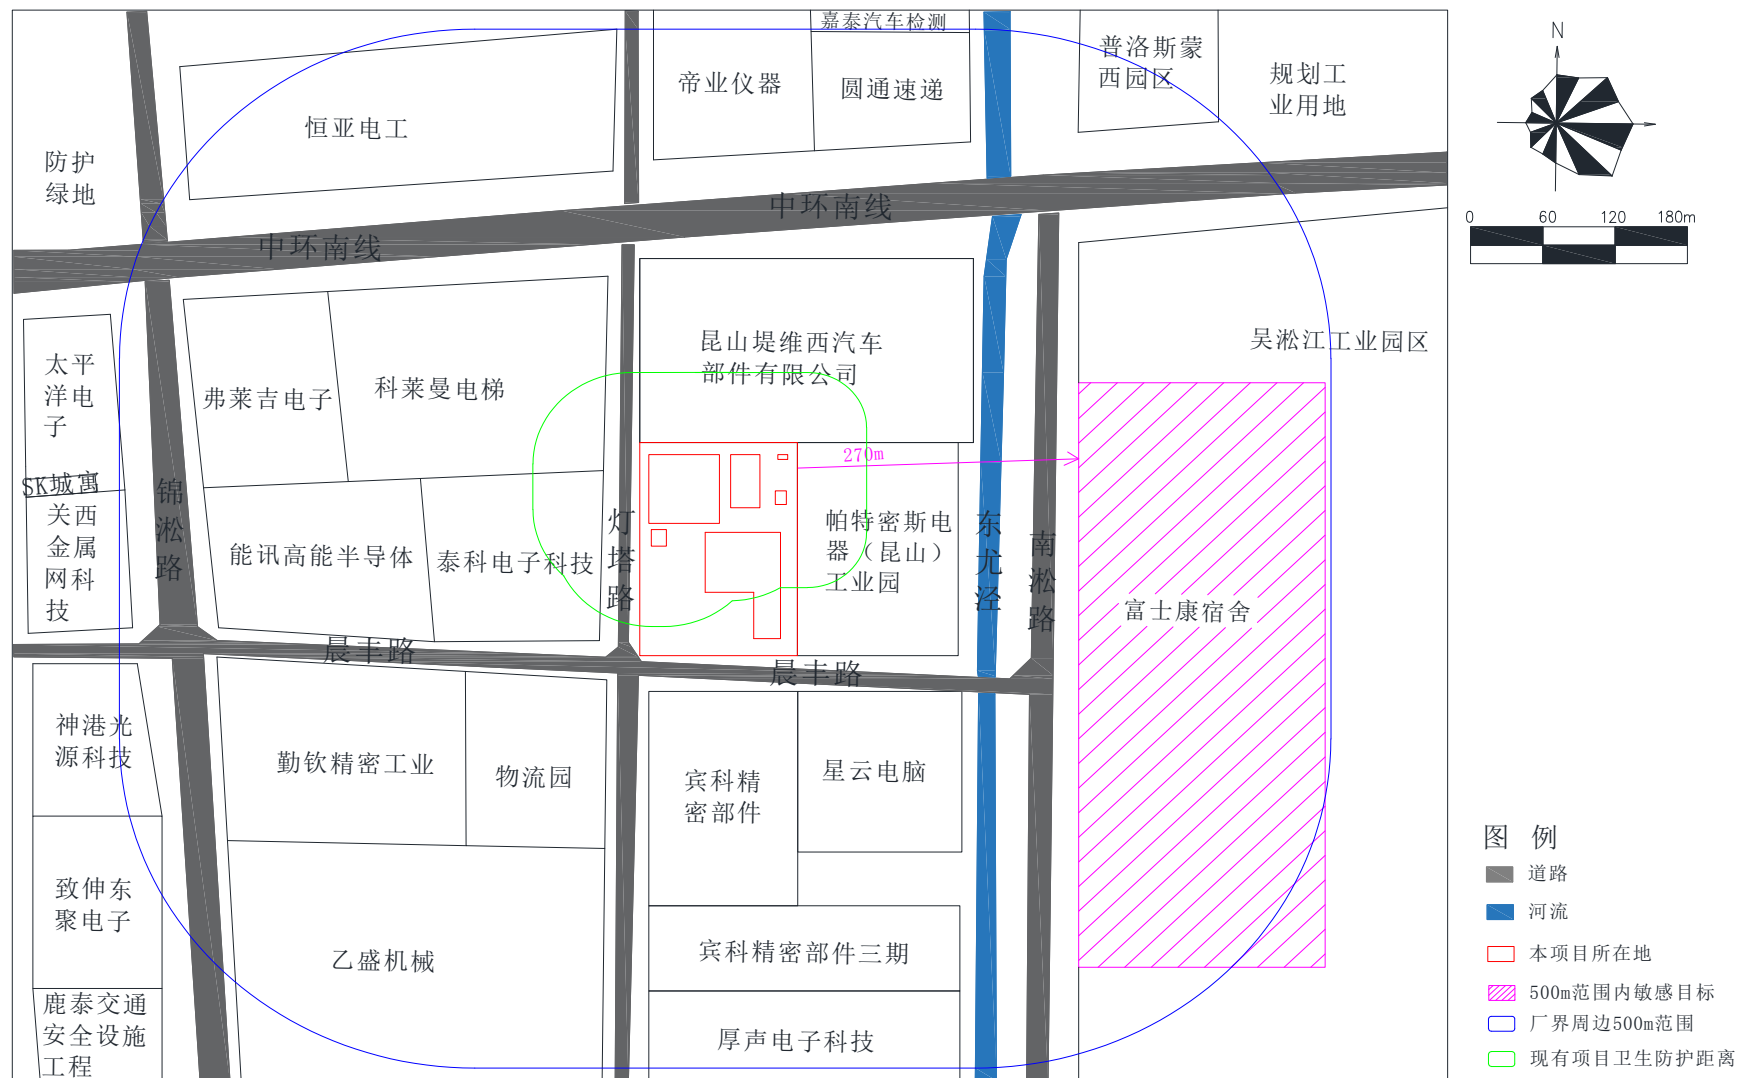 嘉泰汽车检测
帝业仪器
圆通速递
普洛斯蒙
西园区
规划工
业用地
恒亚电工
防护
绿地
中环南线
中环南线
N
0 60 120 180m
太平
洋电
子
弗莱吉电子
科莱曼电梯
昆山堤维西汽车
部件有限公司
吴淞江工业园区
270m
SK城寓
关西
金属
网科
技
锦
淞
路
能讯高能半导体
泰科电子科技
灯
塔
路
帕特密斯电
器（昆山）
工业园
东
尤
泾
南
淞
路
富士康宿舍
晨丰路
晨丰路
神港光
源科技
勤钦精密工业
物流园
宾科精
密部件
星云电脑
致伸东
聚电子
乙盛机械
宾科精密部件三期
厚声电子科技
鹿泰交通
安全设施
工程
图 例
道路
河流
本项目所在地
500m范围内敏感目标
厂界周边500m范围
现有项目卫生防护距离